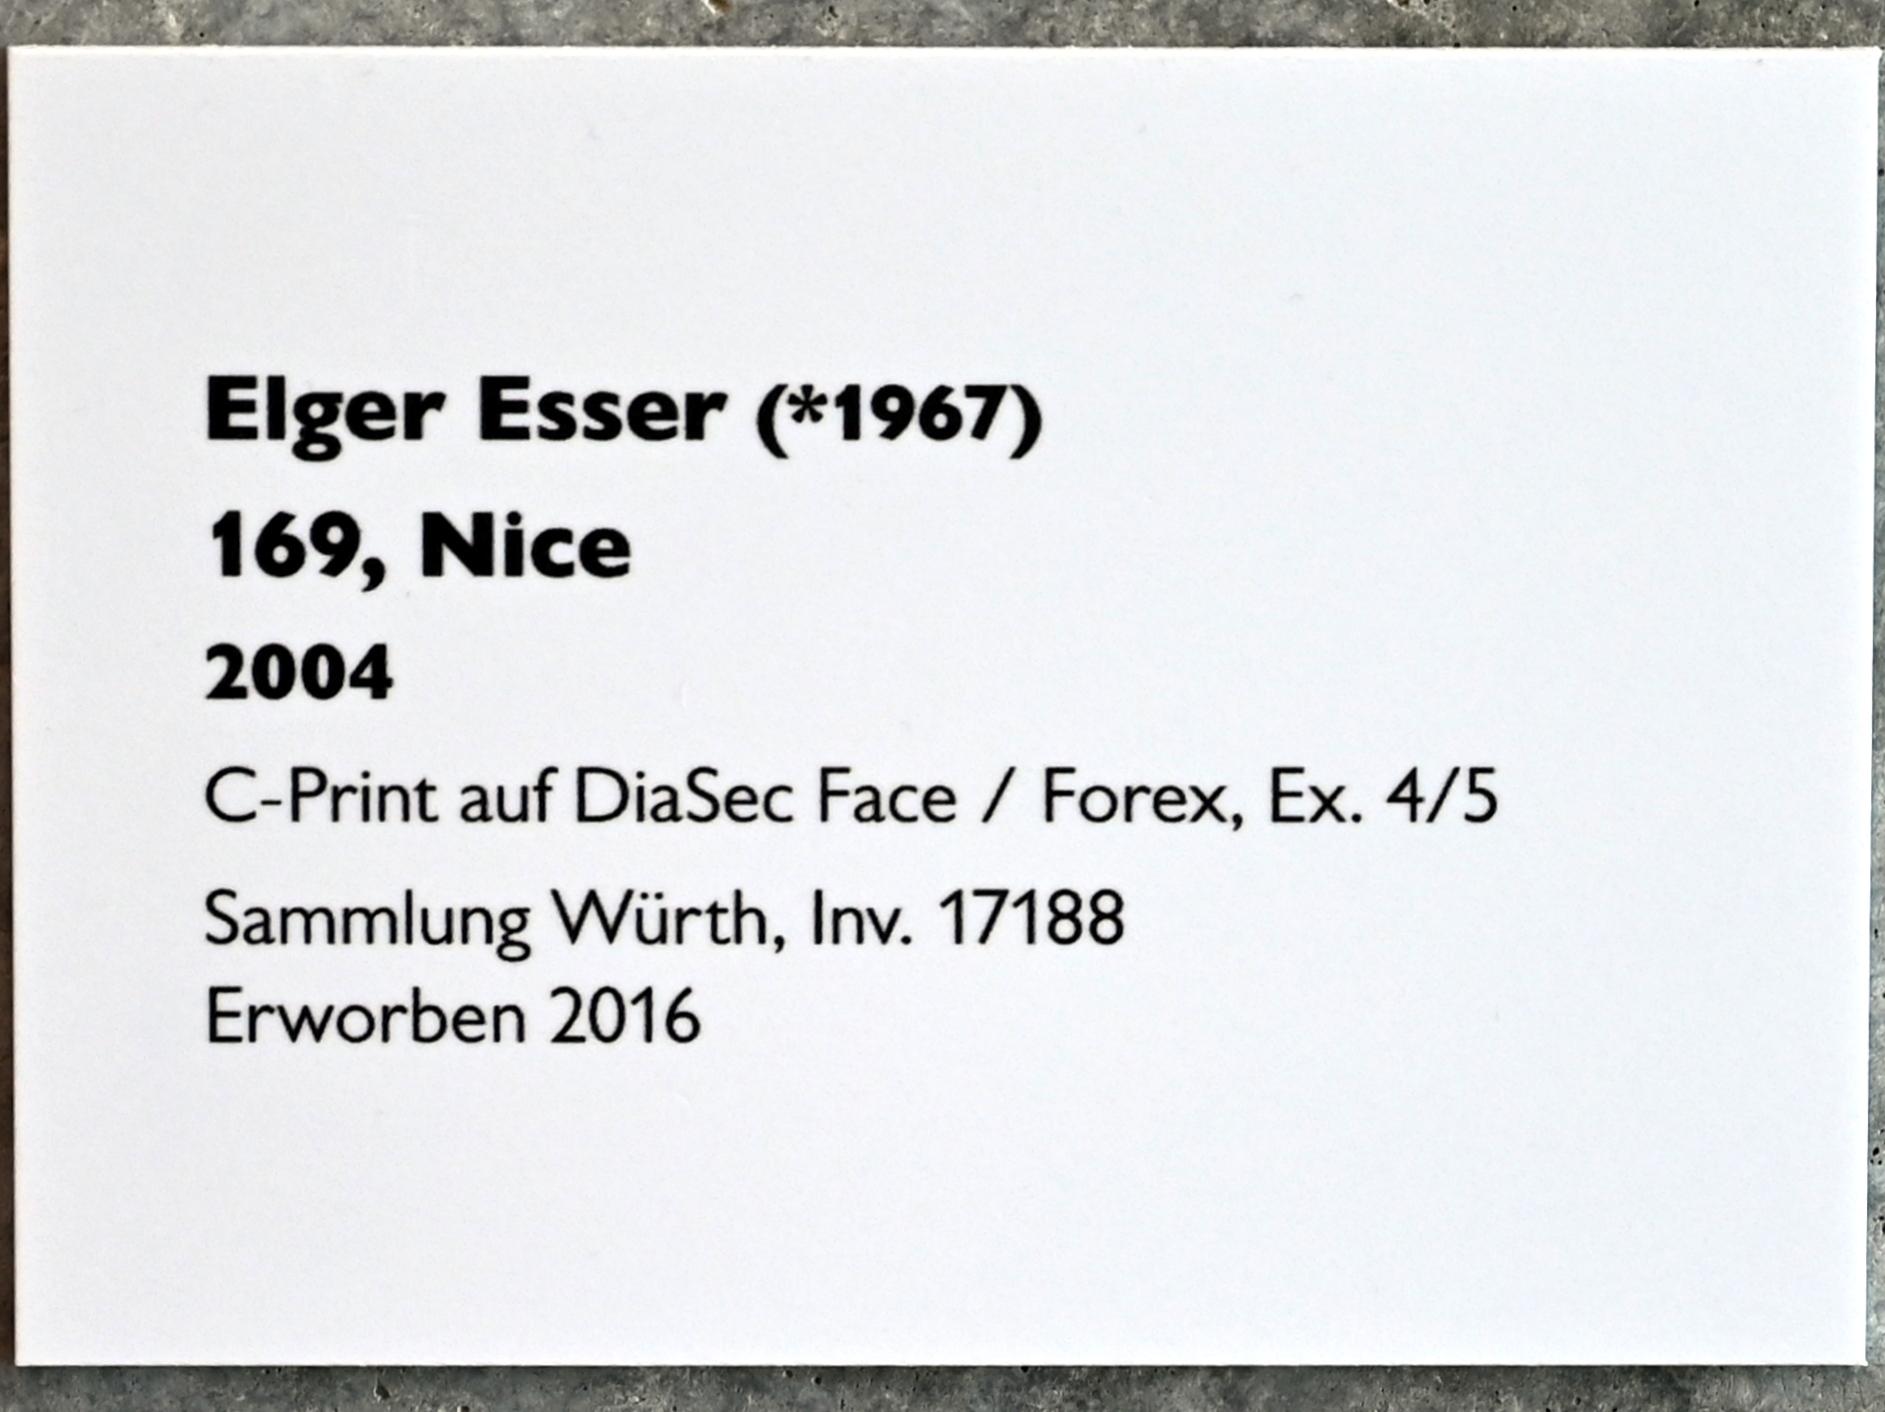 Elger Esser (*1967)
169, Nice
2004
C-Print auf DiaSec Face / Forex, Ex. 4/5
Sammlung Würth, Inv. 17188
Erworben 2016